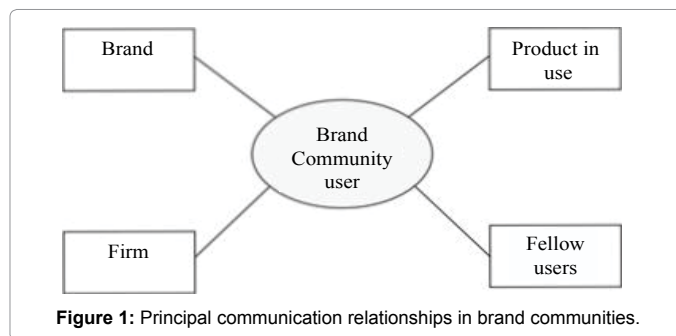 Brand
Product in
use
Brand
Community
user
Firm
Fellow
users
Figure 1: Principal communication relationships in brand communities.